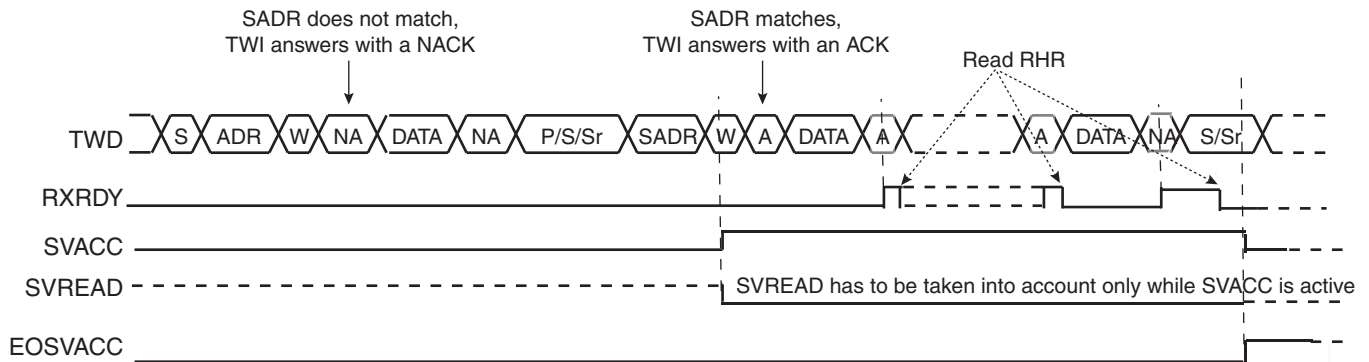 SADR does not match,
TWI answers with a NACK
SADR matches,
TWI answers with an ACK
Read RHR
TWD S ADR W NA DATA NA P/S/Sr SADR W A DATA A A DATA NA S/Sr
RXRDY
SVACC
SVREAD SVREAD has to be taken into account only while SVACC is active
EOSVACC